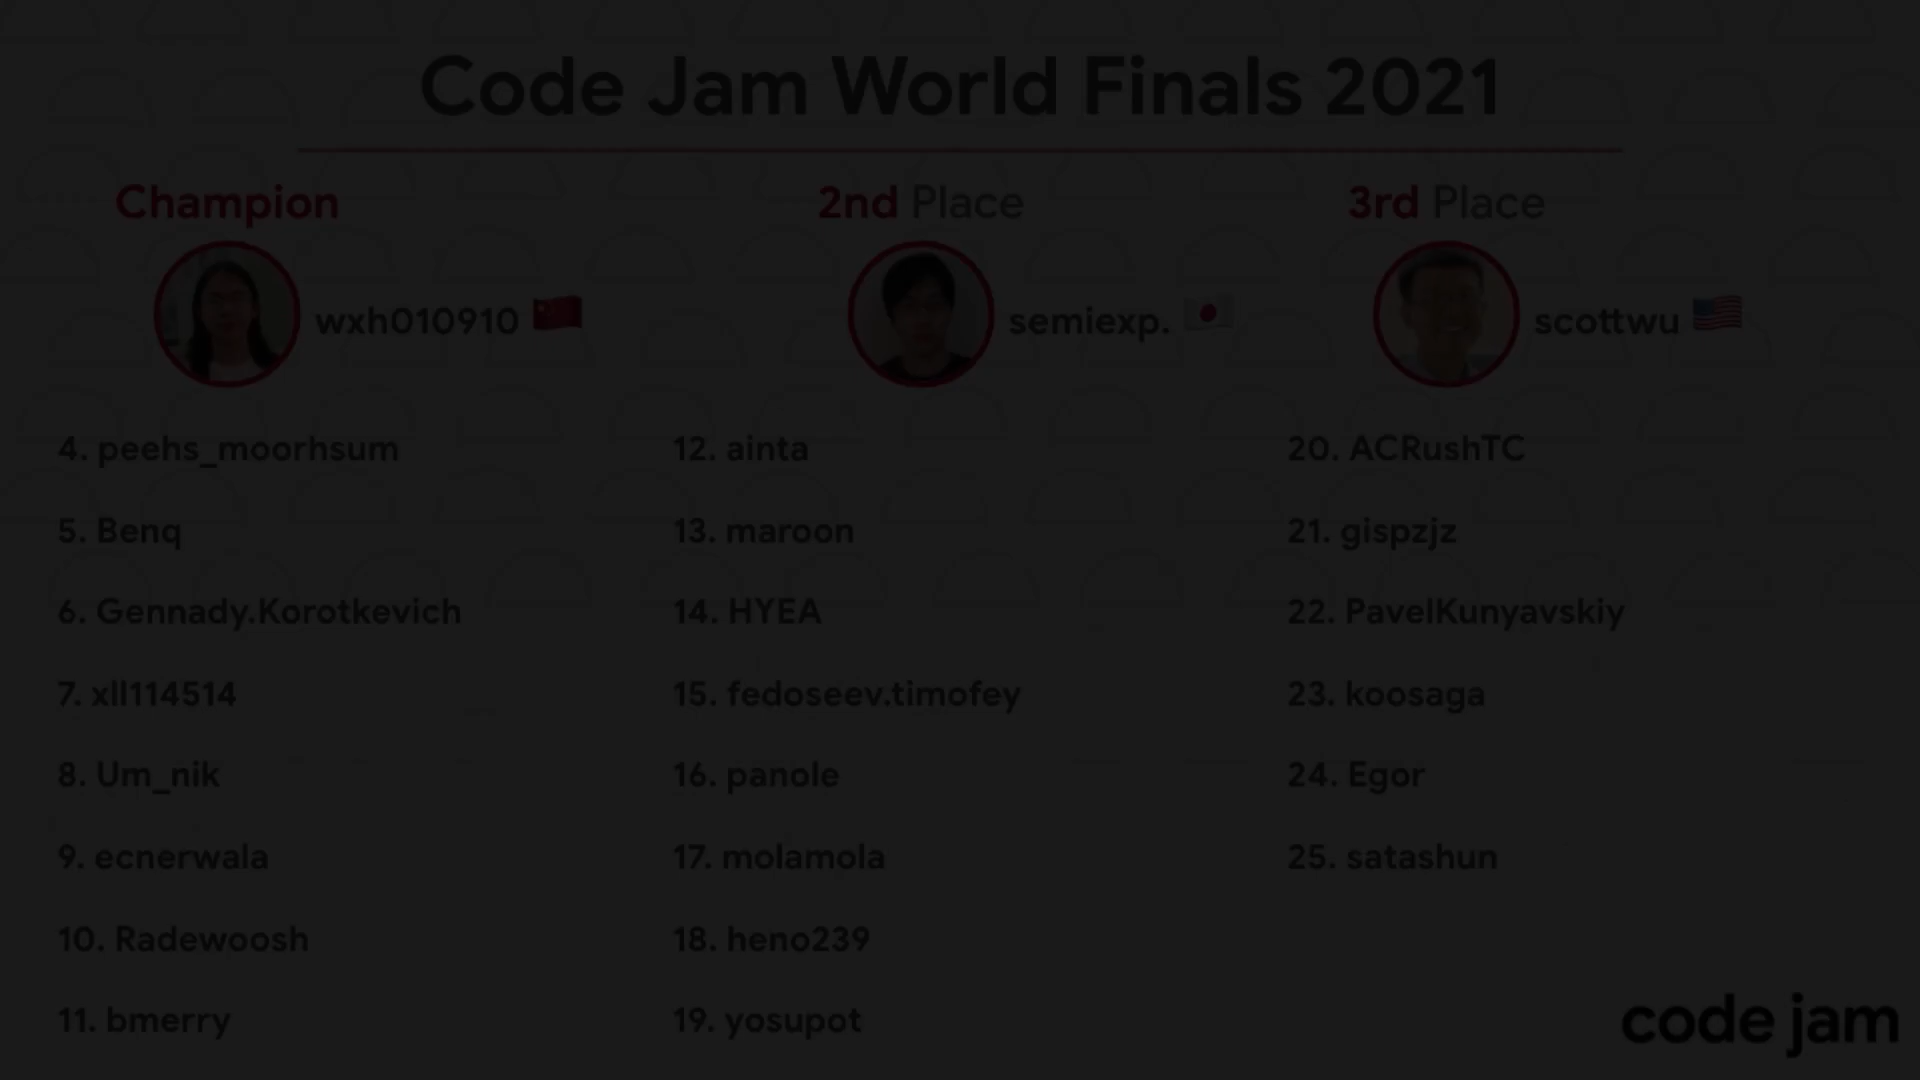 Code Jam World Finals 2021
Champion
wxh010910
2nd Place
semiexp.
3rd Place
scottwu
4. peehs_moorhsum
5. Benq
6. Gennady.Korotkevich
7. xll114514
8. Um_nik
9. ecnerwala
10. Radewoosh
11. bmerry
12. ainta
13. maroon
14. HYEA
15. fedoseev.timofey
16. panole
17. molamola
18. heno239
19. yosupot
20. ACRushTC
21. gispzjz
22. PavelKunyavskiy
23. koosaga
24. Egor
25. satashun
code jam